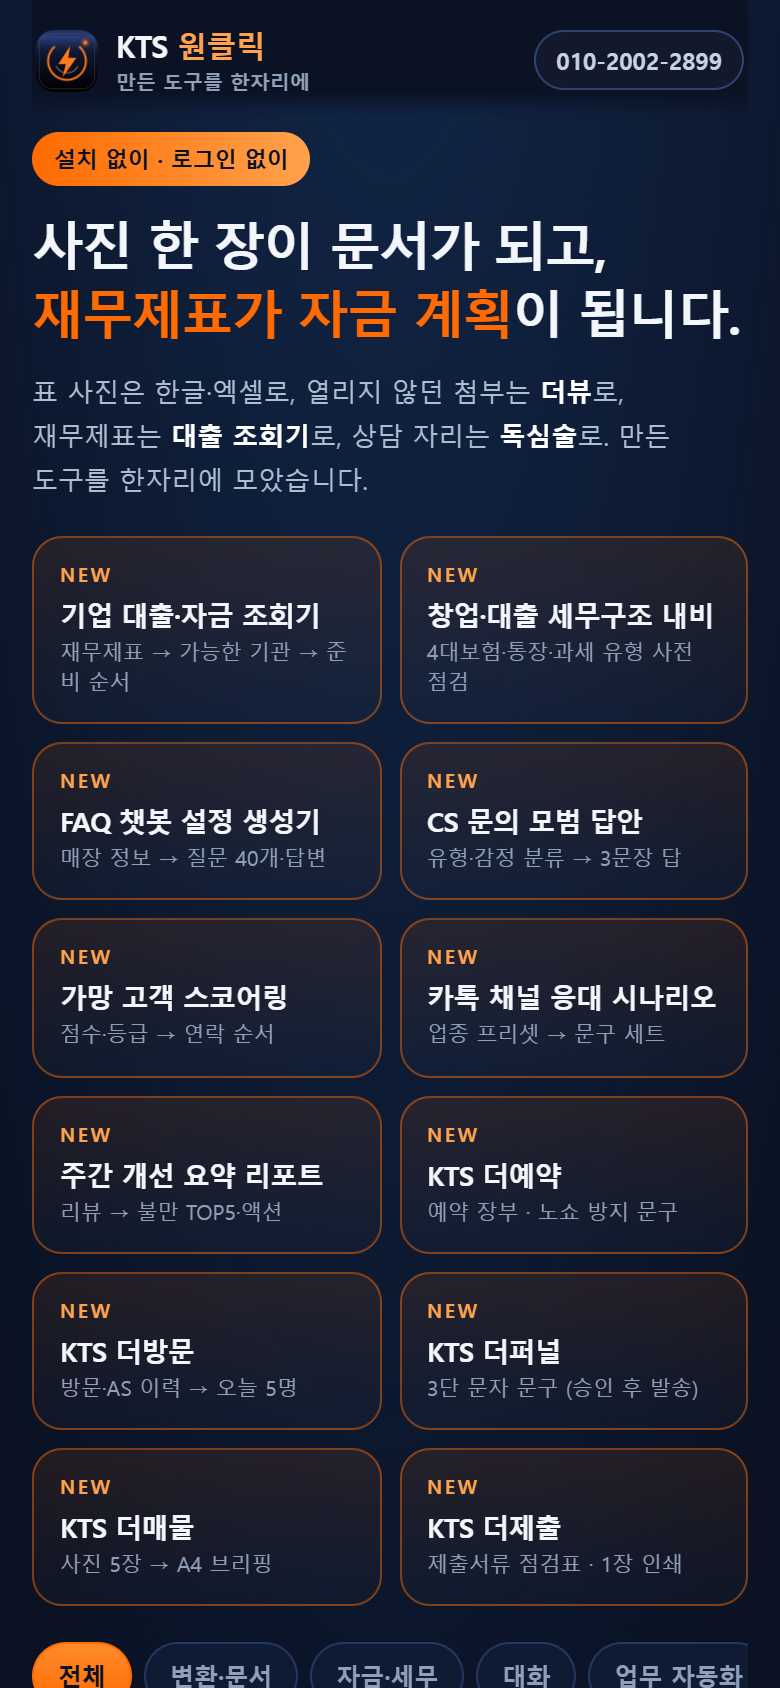 KTS 원클릭
만든 도구를 한자리에
010-2002-2899
설치 없이 · 로그인 없이
사진 한 장이 문서가 되고,
재무제표가 자금 계획이 됩니다.
표 사진은 한글·엑셀로, 열리지 않던 첨부는 더뷰로,
재무제표는 대출 조회기로, 상담 자리는 독심술로. 만든
도구를 한자리에 모았습니다.
NEW
기업 대출·자금 조회기
재무제표 → 가능한 기관 → 준
비 순서
NEW
창업·대출 세무구조 내비
4대보험·통장·과세 유형 사전
점검
NEW
FAQ 챗봇 설정 생성기
매장 정보 → 질문 40개·답변
NEW
CS 문의 모범 답안
유형·감정 분류 → 3문장 답
NEW
가망 고객 스코어링
점수·등급 → 연락 순서
NEW
카톡 채널 응대 시나리오
업종 프리셋 → 문구 세트
NEW
주간 개선 요약 리포트
리뷰 → 불만 TOP5·액션
NEW
KTS 더예약
예약 장부 · 노쇼 방지 문구
NEW
KTS 더방문
방문·AS 이력 → 오늘 5명
NEW
KTS 더퍼널
3단 문자 문구 (승인 후 발송)
NEW
KTS 더매물
사진 5장 → A4 브리핑
NEW
KTS 더제출
제출서류 점검표 · 1장 인쇄
전체
변환·문서
자금·세무
대화
업무 자동화